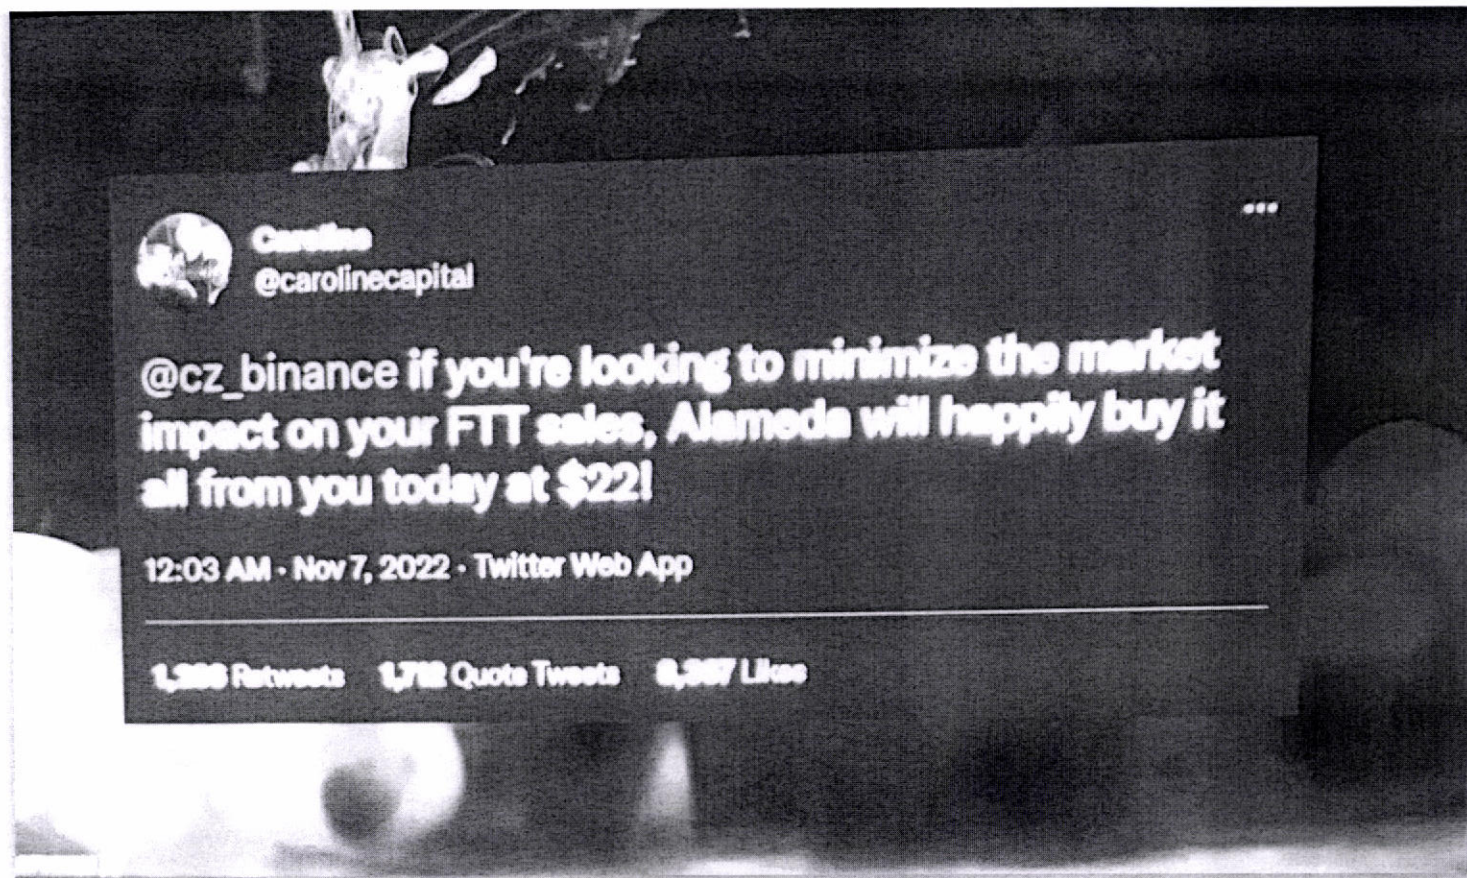 Caroline
@carolinecapital
@cz_binance if you're looking to minimize the market
impact on your FTT sales, Alameda will happily buy it
all from you today at $22!
12:03 AM · Nov 7, 2022 · Twitter Web App
Retweets Quote Tweets Likes